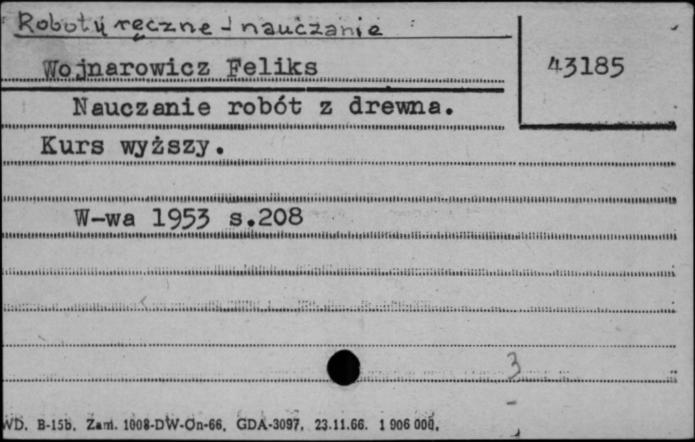 Roboty ręczne - nauczanie
Wojnarowicz Feliks
43185
Nauczanie robót z drewna.
Kurs wyższy.
W-wa 1953 s.208
3
WD. B-15b. Zam. 1008-DW-On-66. GDA-3097. 23.11.66. 1 906 000.